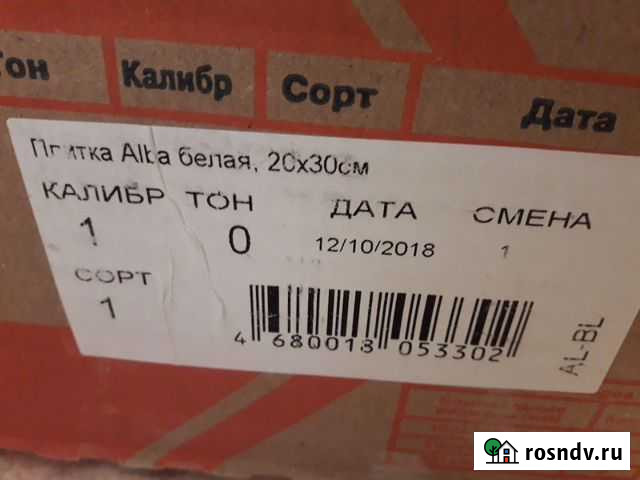 Тон Калибр Сорт Дата
Плитка Alba белая, 20х30см
КАЛИБР ТОН ДАТА СМЕНА
1 0 12/10/2018 1
СОРТ
1
4 680018 053302
AL-BL
rosndv.ru